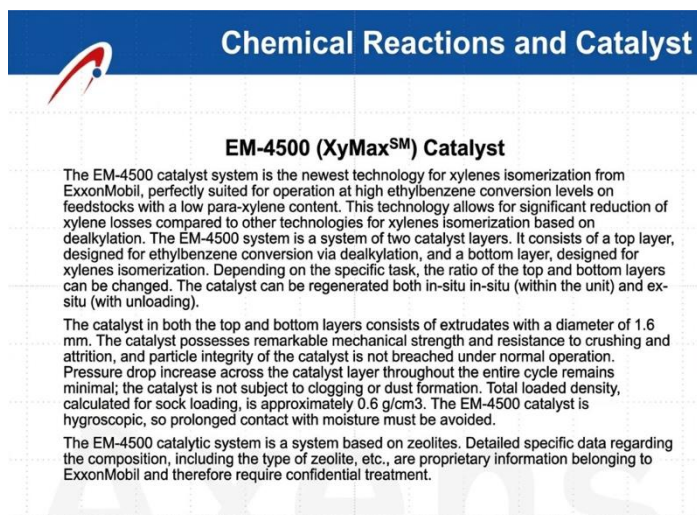 Chemical Reactions and Catalyst
EM-4500 (XyMaxSM) Catalyst
The EM-4500 catalyst system is the newest technology for xylenes isomerization from
ExxonMobil, perfectly suited for operation at high ethylbenzene conversion levels on
feedstocks with a low para-xylene content. This technology allows for significant reduction of
xylene losses compared to other technologies for xylenes isomerization based on
dealkylation. The EM-4500 system is a system of two catalyst layers. It consists of a top layer,
designed for ethylbenzene conversion via dealkylation, and a bottom layer, designed for
xylenes isomerization. Depending on the specific task, the ratio of the top and bottom layers
can be changed. The catalyst can be regenerated both in-situ in-situ (within the unit) and ex-
situ (with unloading).
The catalyst in both the top and bottom layers consists of extrudates with a diameter of 1.6
mm. The catalyst possesses remarkable mechanical strength and resistance to crushing and
attrition, and particle integrity of the catalyst is not breached under normal operation.
Pressure drop increase across the catalyst layer throughout the entire cycle remains
minimal; the catalyst is not subject to clogging or dust formation. Total loaded density,
calculated for sock loading, is approximately 0.6 g/cm3. The EM-4500 catalyst is
hygroscopic, so prolonged contact with moisture must be avoided.
The EM-4500 catalytic system is a system based on zeolites. Detailed specific data regarding
the composition, including the type of zeolite, etc., are proprietary information belonging to
ExxonMobil and therefore require confidential treatment.
Axens